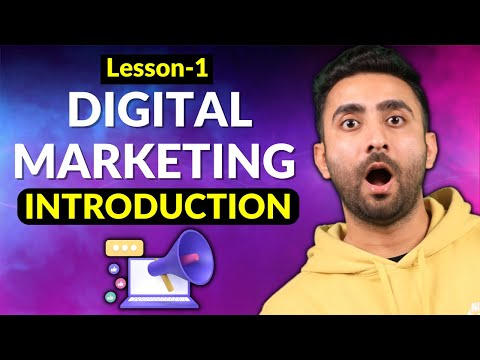 Lesson-1
DIGITAL
MARKETING
INTRODUCTION